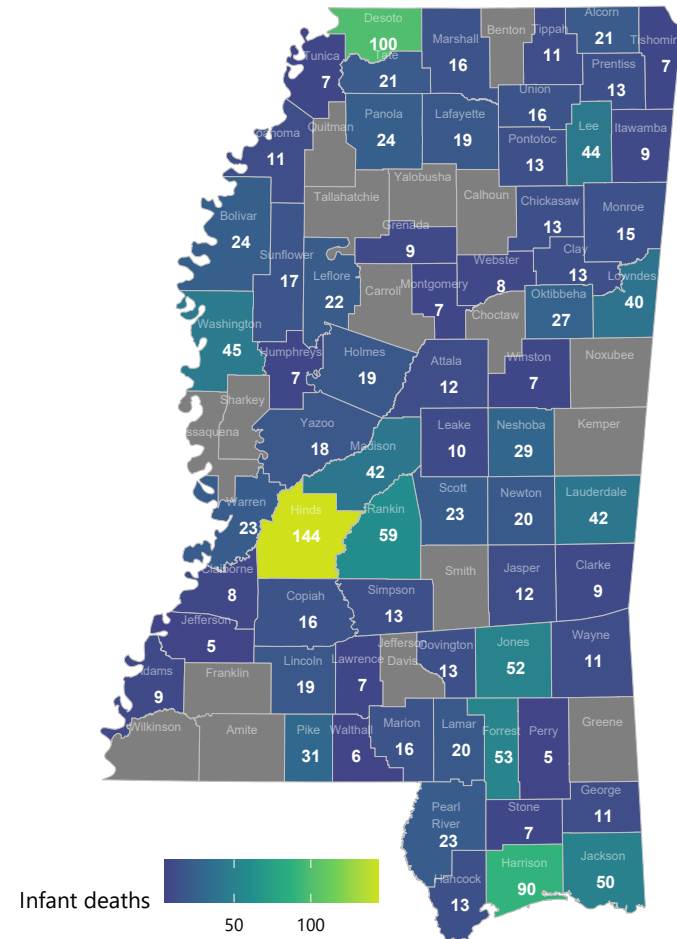 Desoto
100
Tunica
7
Tate
21
Marshall
16
Benton
Tippah
11
Alcorn
21
Tishomin
7
Prentiss
13
Union
16
Quitman
Panola
24
Lafayette
19
Pontotoc
13
Lee
44
Itawamba
9
oahoma
11
Yalobusha
Tallahatchie
Calhoun
Chickasaw
13
Monroe
15
Bolivar
24
Sunflower
17
Grenada
9
Leflore
22
Carroll
Montgomery
7
Webster
8
Clay
13
Lowndes
40
Oktibbeha
27
Choctaw
Washington
45
Humphreys
7
Holmes
19
Attala
12
Winston
7
Noxubee
Sharkey
ssaquena
Yazoo
18
Madison
42
Leake
10
Neshoba
29
Kemper
Warren
23
Hinds
144
Rankin
59
Scott
23
Newton
20
Lauderdale
42
Claiborne
8
Copiah
16
Simpson
13
Smith
Jasper
12
Clarke
9
Jefferson
5
Adams
9
Franklin
Lincoln
19
Lawrence
7
Jefferson
Davis
Covington
13
Jones
52
Wayne
11
Wilkinson
Amite
Pike
31
Walthall
6
Marion
16
Lamar
20
Forrest
53
Perry
5
Greene
Pearl
River
23
Stone
7
George
11
Hancock
13
Harrison
90
Jackson
50
Infant deaths
50
100